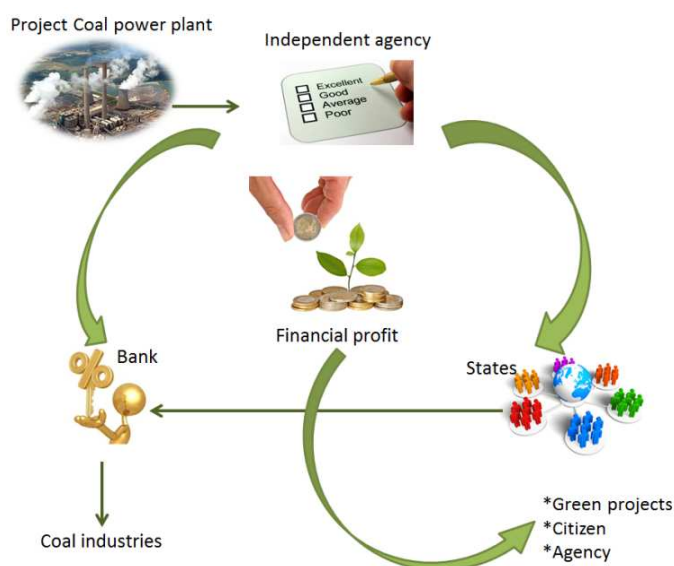 Project Coal power plant
Independent agency
Excellent
Good
Average
Poor
Financial profit
Bank
States
Coal industries
*Green projects
*Citizen
*Agency